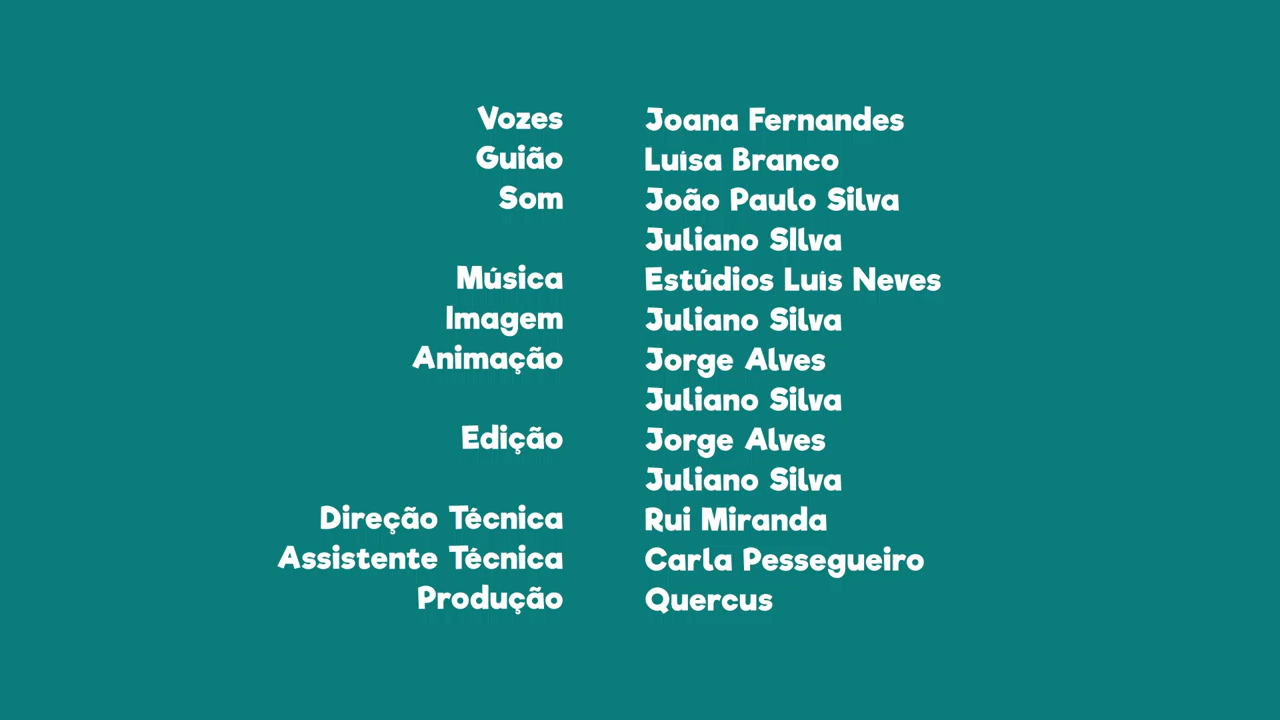 Vozes Joana Fernandes
Guião Luísa Branco
Som João Paulo Silva
Juliano SIlva
Música Estúdios Luís Neves
Imagem Juliano Silva
Animação Jorge Alves
Juliano Silva
Edição Jorge Alves
Juliano Silva
Direção Técnica Rui Miranda
Assistente Técnica Carla Pessegueiro
Produção Quercus